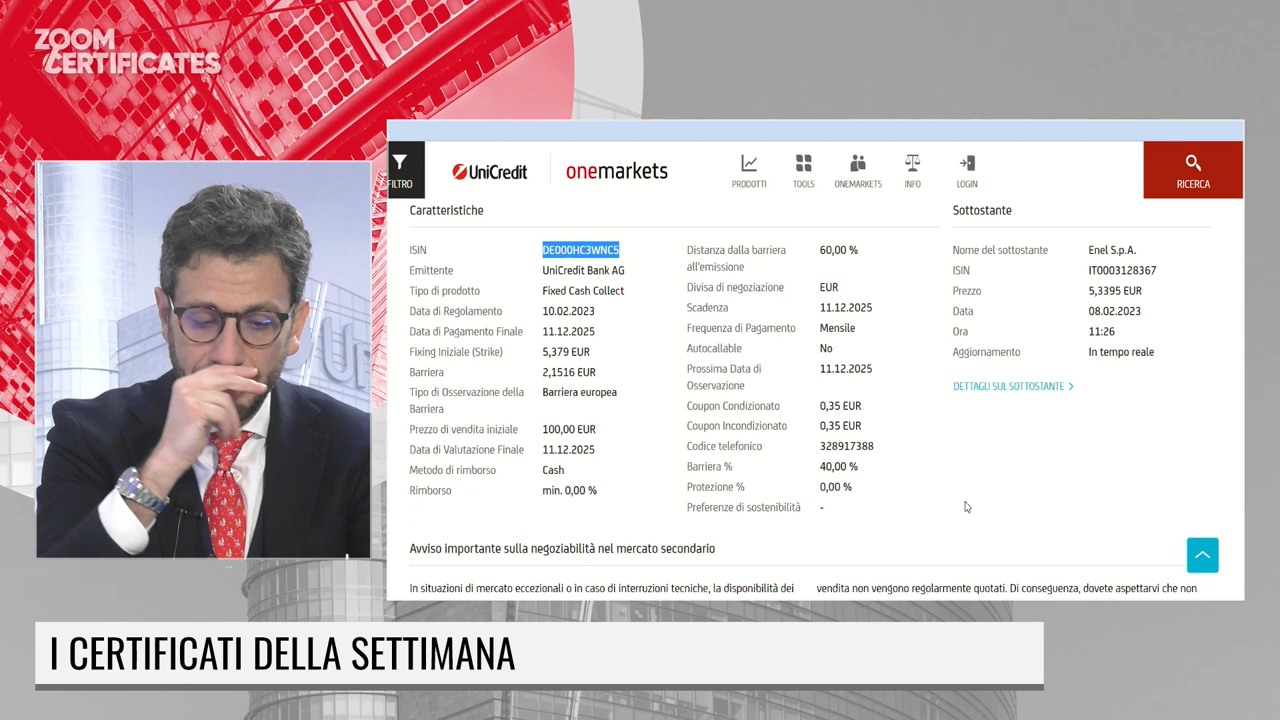 ZOOM
CERTIFICATES
FILTRO
UniCredit
onemarkets
PRODOTTI
TOOLS
ONEMARKETS
INFO
LOGIN
RICERCA
Caratteristiche
ISIN DE000HC3WNC5
Emittente UniCredit Bank AG
Tipo di prodotto Fixed Cash Collect
Data di Regolamento 10.02.2023
Data di Pagamento Finale 11.12.2025
Fixing Iniziale (Strike) 5,379 EUR
Barriera 2,1516 EUR
Tipo di Osservazione della Barriera europea
Barriera
Prezzo di vendita iniziale 100,00 EUR
Data di Valutazione Finale 11.12.2025
Metodo di rimborso Cash
Rimborso min. 0,00 %
Distanza dalla barriera 60,00 %
all'emissione
Divisa di negoziazione EUR
Scadenza 11.12.2025
Frequenza di Pagamento Mensile
Autocallable No
Prossima Data di 11.12.2025
Osservazione
Coupon Condizionato 0,35 EUR
Coupon Incondizionato 0,35 EUR
Codice telefonico 328917388
Barriera % 40,00 %
Protezione % 0,00 %
Preferenze di sostenibilità -
Sottostante
Nome del sottostante Enel S.p.A.
ISIN IT0003128367
Prezzo 5,3395 EUR
Data 08.02.2023
Ora 11:26
Aggiornamento In tempo reale
DETTAGLI SUL SOTTOSTANTE
Avviso importante sulla negoziabilità nel mercato secondario
In situazioni di mercato eccezionali o in caso di interruzioni tecniche, la disponibilità dei
vendita non vengono regolarmente quotati. Di conseguenza, dovete aspettarvi che non
I CERTIFICATI DELLA SETTIMANA